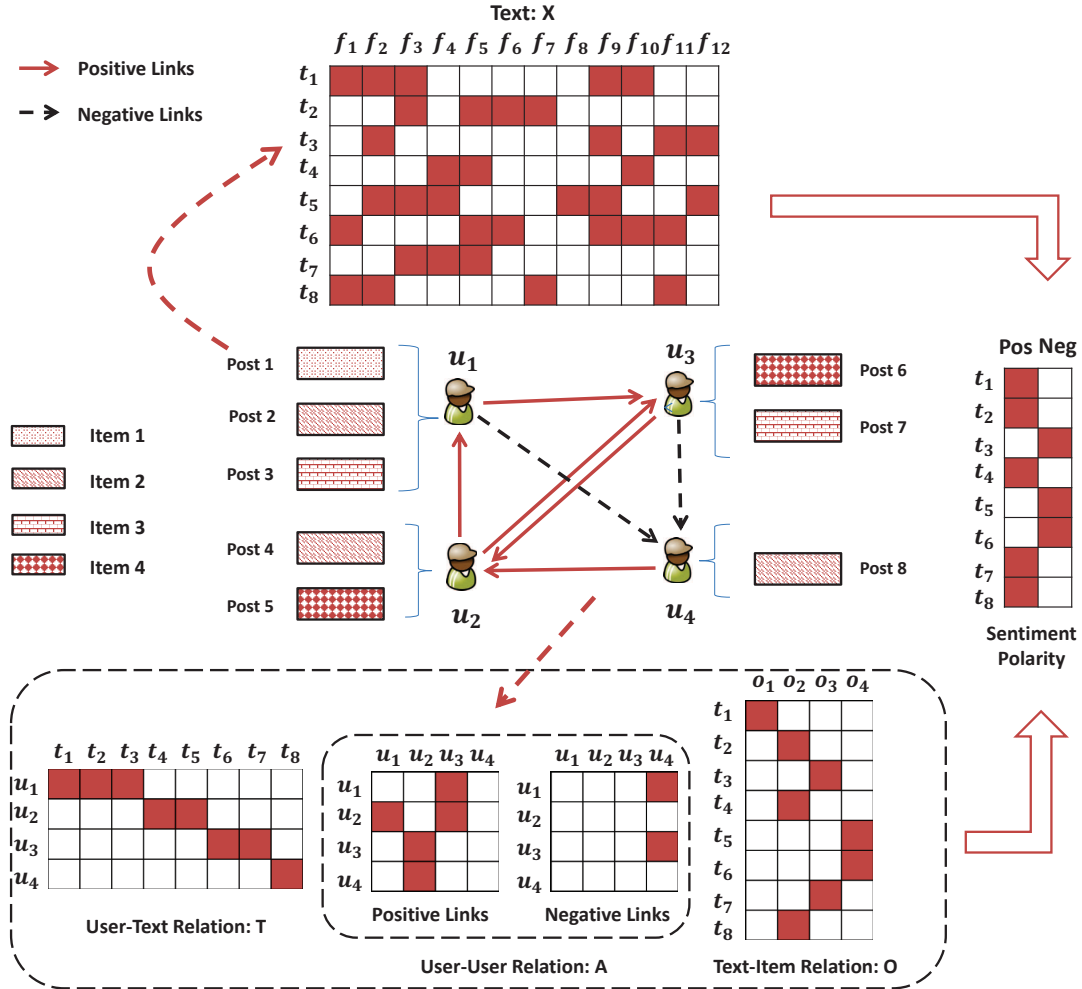 Text: X
f1 f2 f3 f4 f5 f6 f7 f8 f9 f10 f11 f12
Positive Links
Negative Links
t1
t2
t3
t4
t5
t6
t7
t8
Post 1
Post 2
Post 3
Post 4
Post 5
u1
u3
u2
u4
Post 6
Post 7
Post 8
Item 1
Item 2
Item 3
Item 4
Pos Neg
t1
t2
t3
t4
t5
t6
t7
t8
Sentiment
Polarity
t1 t2 t3 t4 t5 t6 t7 t8
u1
u2
u3
u4
User-Text Relation: T
u1 u2 u3 u4
u1
u2
u3
u4
Positive Links
u1 u2 u3 u4
u1
u2
u3
u4
Negative Links
User-User Relation: A
o1 o2 o3 o4
t1
t2
t3
t4
t5
t6
t7
t8
Text-Item Relation: O